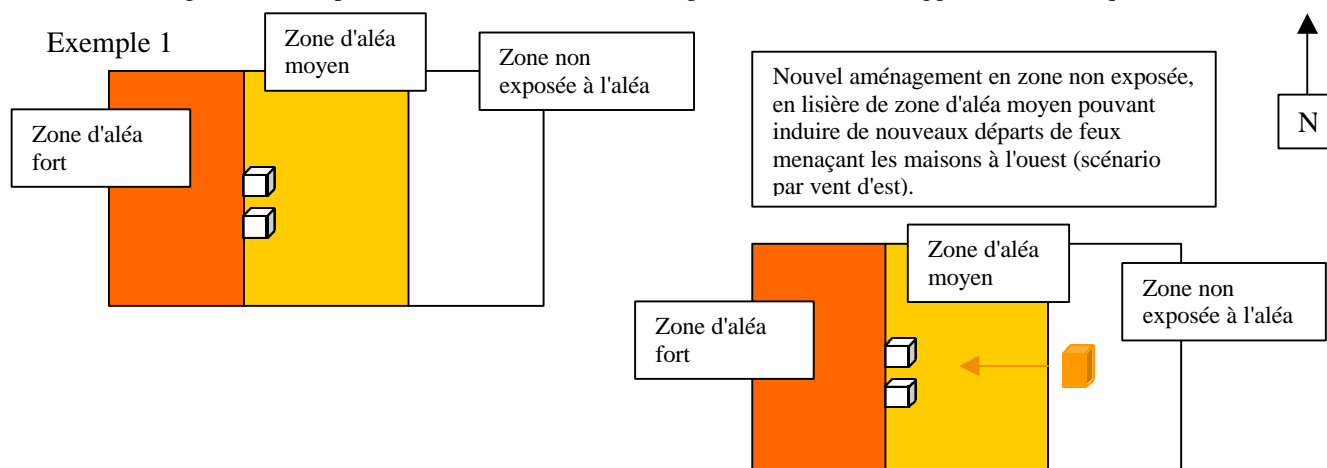 Exemple 1
Zone d'aléa
moyen
Zone non
exposée à l'aléa
Zone d'aléa
fort
Nouvel aménagement en zone non exposée,
en lisière de zone d'aléa moyen pouvant
induire de nouveaux départs de feux
menaçant les maisons à l'ouest (scénario
par vent d'est).
N
Zone d'aléa
moyen
Zone non
exposée à l'aléa
Zone d'aléa
fort